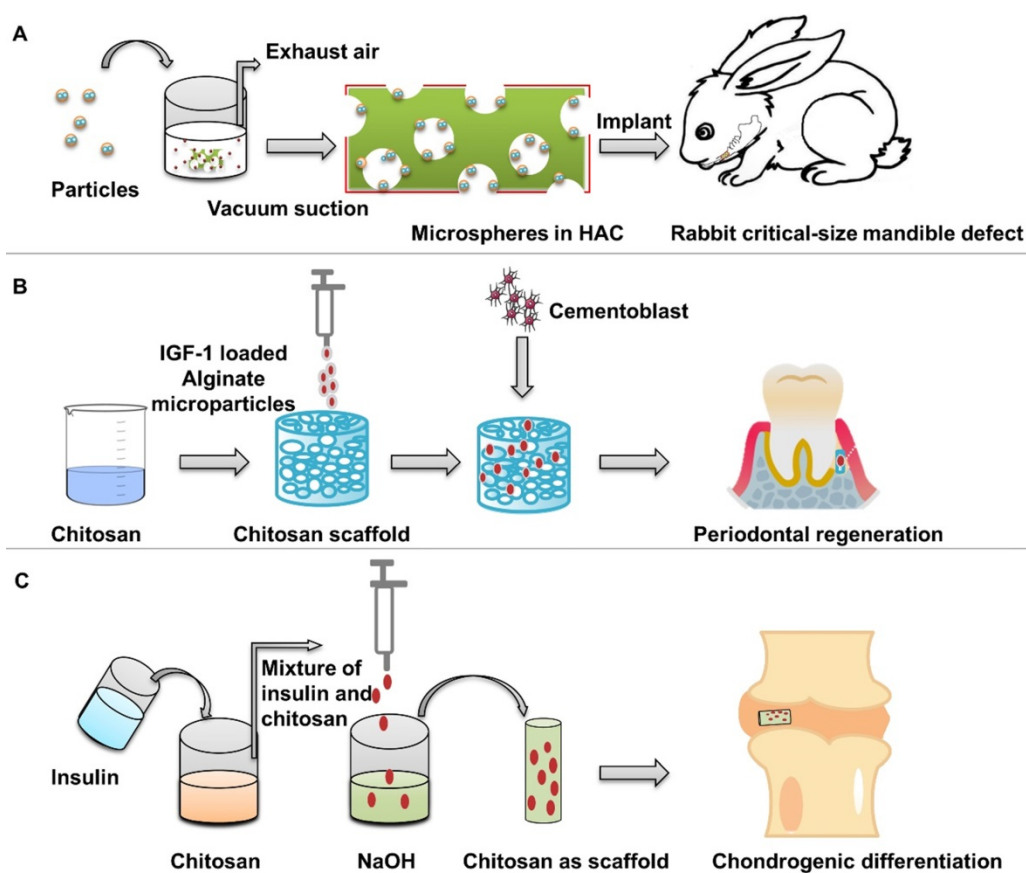 A
Exhaust air
Implant
Particles
Vacuum suction
Microspheres in HAC
Rabbit critical-size mandible defect
B
Cementoblast
IGF-1 loaded
Alginate
microparticles
Chitosan
Chitosan scaffold
Periodontal regeneration
C
Mixture of
insulin and
chitosan
Insulin
Chitosan
NaOH
Chitosan as scaffold
Chondrogenic differentiation